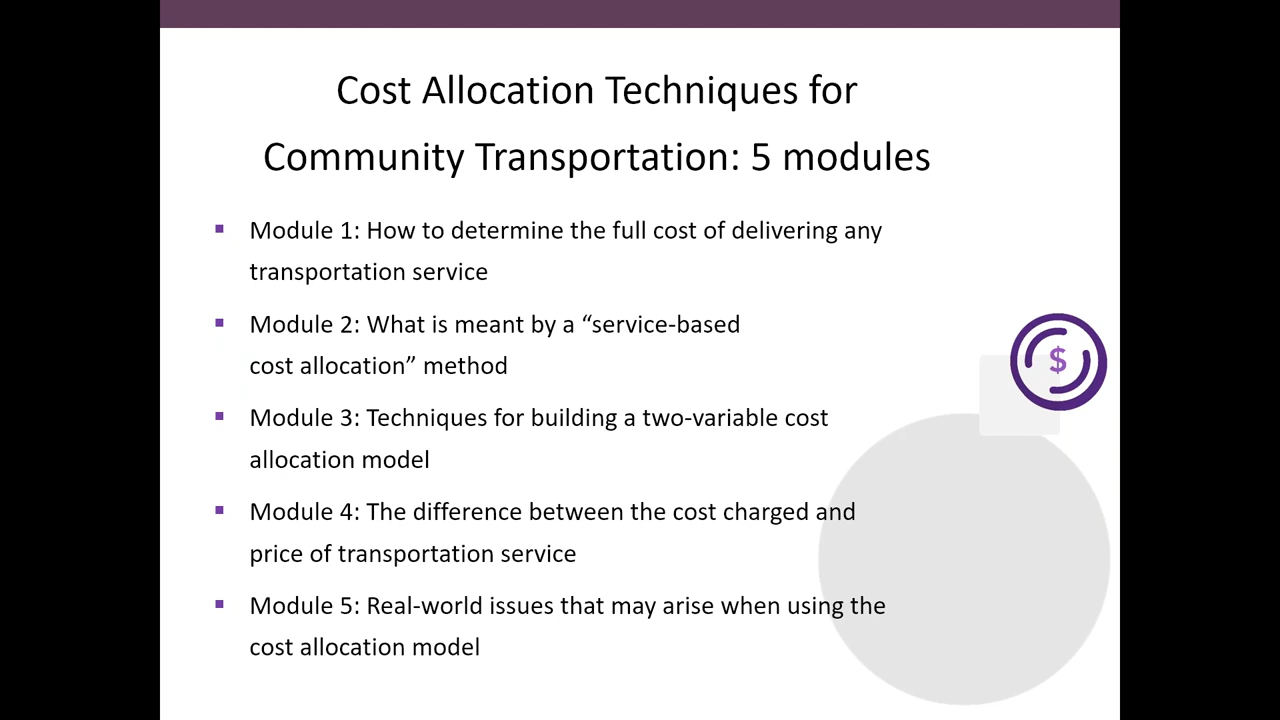 Cost Allocation Techniques for
Community Transportation: 5 modules
▪ Module 1: How to determine the full cost of delivering any
transportation service
▪ Module 2: What is meant by a “service-based
cost allocation” method
▪ Module 3: Techniques for building a two-variable cost
allocation model
▪ Module 4: The difference between the cost charged and
price of transportation service
▪ Module 5: Real-world issues that may arise when using the
cost allocation model
$